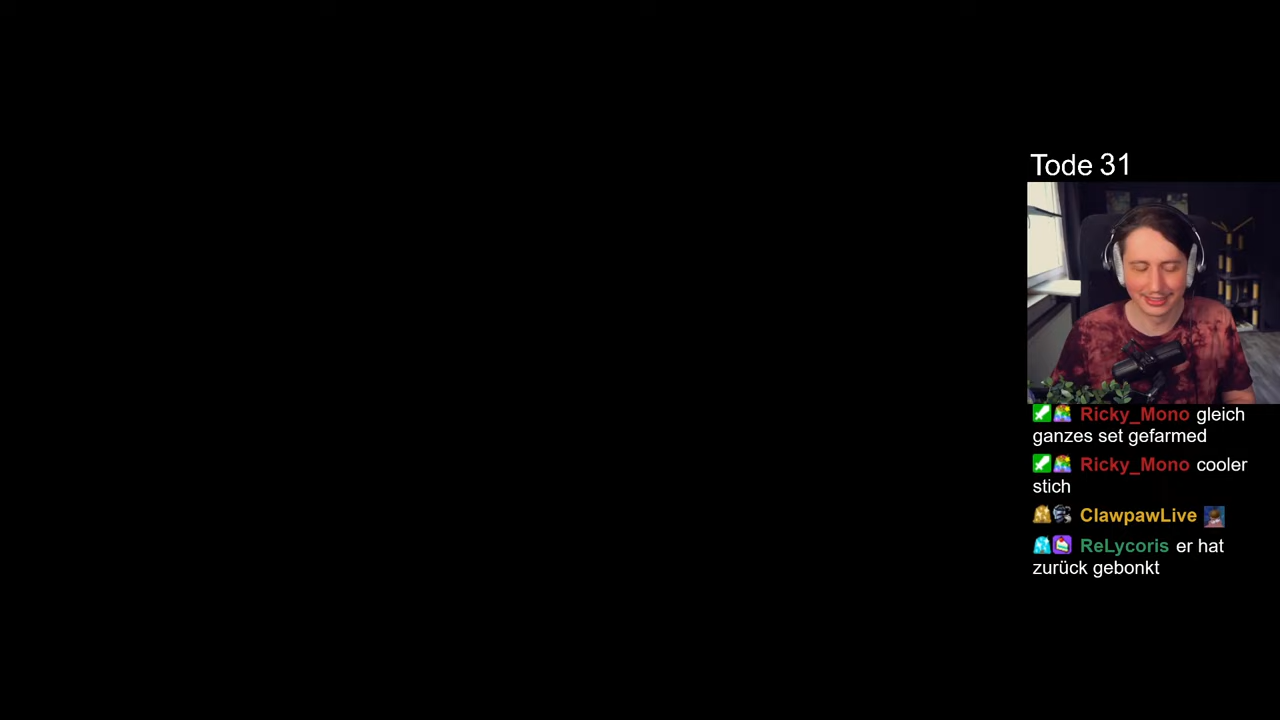 Tode 31
Ricky_Mono gleich
ganzes set gefarmed
Ricky_Mono cooler
stich
ClawpawLive
ReLycoris er hat
zurück gebonkt